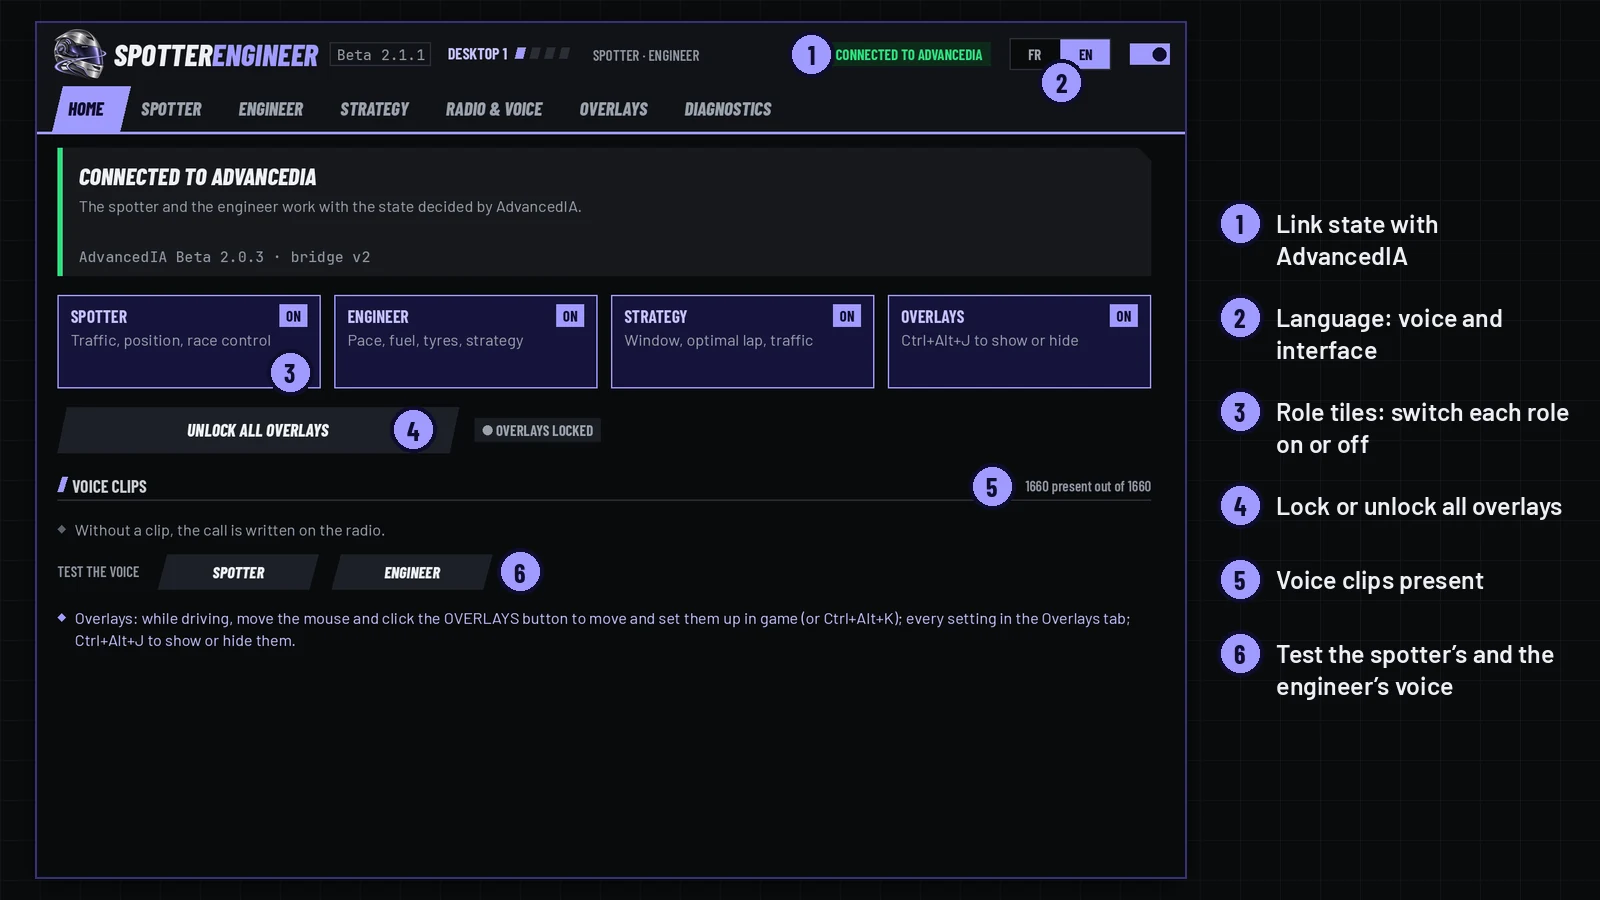 SPOTTERENGINEER Beta 2.1.1 DESKTOP 1 SPOTTER · ENGINEER 1 CONNECTED TO ADVANCEDIA FR EN 2
HOME SPOTTER ENGINEER STRATEGY RADIO & VOICE OVERLAYS DIAGNOSTICS
CONNECTED TO ADVANCEDIA
The spotter and the engineer work with the state decided by AdvancedIA.
AdvancedIA Beta 2.0.3 · bridge v2
SPOTTER ON
Traffic, position, race control
3
ENGINEER ON
Pace, fuel, tyres, strategy
STRATEGY ON
Window, optimal lap, traffic
OVERLAYS ON
Ctrl+Alt+J to show or hide
UNLOCK ALL OVERLAYS 4 OVERLAYS LOCKED
VOICE CLIPS 5 1660 present out of 1660
Without a clip, the call is written on the radio.
TEST THE VOICE SPOTTER ENGINEER 6
Overlays: while driving, move the mouse and click the OVERLAYS button to move and set them up in game (or Ctrl+Alt+K); every setting in the Overlays tab;
Ctrl+Alt+J to show or hide them.
1 Link state with
AdvancedIA
2 Language: voice and
interface
3 Role tiles: switch each role
on or off
4 Lock or unlock all overlays
5 Voice clips present
6 Test the spotter’s and the
engineer’s voice